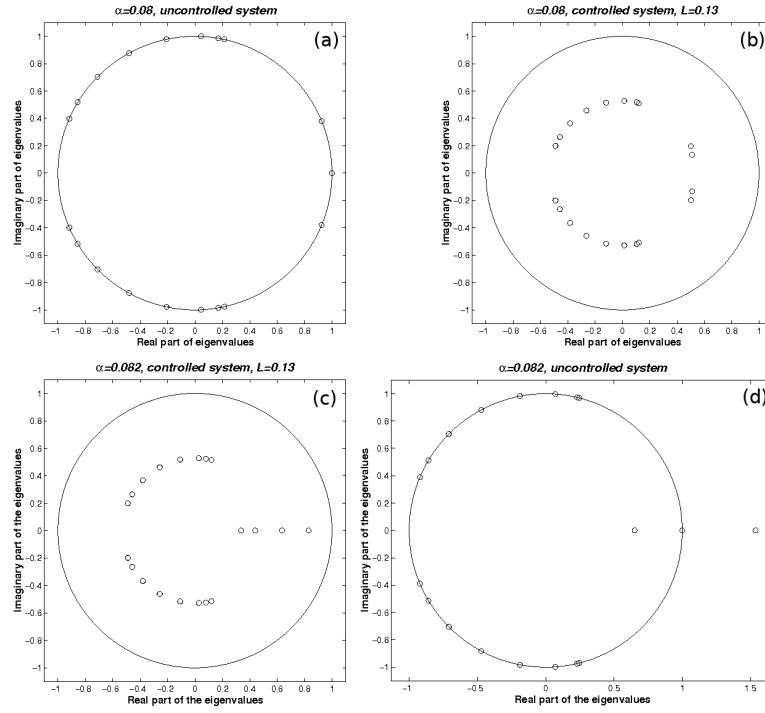 α=0.08, uncontrolled system
(a)
Imaginary part of eigenvalues
1
0.8
0.6
0.4
0.2
0
−0.2
−0.4
−0.6
−0.8
−1
−1 −0.8 −0.6 −0.4 −0.2 0 0.2 0.4 0.6 0.8 1
Real part of eigenvalues
α=0.08, controlled system, L=0.13
(b)
Imaginary part of eigenvalues
1
0.8
0.6
0.4
0.2
0
−0.2
−0.4
−0.6
−0.8
−1
−1 −0.8 −0.6 −0.4 −0.2 0 0.2 0.4 0.6 0.8 1
Real part of eigenvalues
α=0.082, controlled system, L=0.13
(c)
Imaginary part of the eigenvalues
1
0.8
0.6
0.4
0.2
0
−0.2
−0.4
−0.6
−0.8
−1
−1 −0.8 −0.6 −0.4 −0.2 0 0.2 0.4 0.6 0.8 1
Real part of the eigenvalues
α=0.082, uncontrolled system
(d)
Imaginary part of the eigenvalues
1
0.8
0.6
0.4
0.2
0
−0.2
−0.4
−0.6
−0.8
−1
−1 −0.5 0 0.5 1 1.5
Real part of the eigenvalues